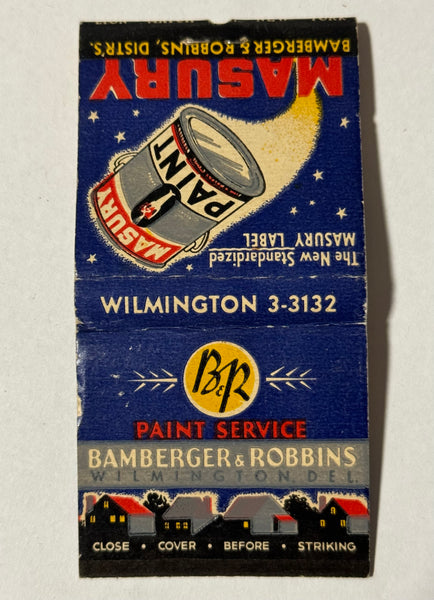 BAMBERGER & ROBBINS, DISTR'S.
MASURY
PAINT
MASURY
The New Standardized
MASURY LABEL
WILMINGTON 3-3132
B&R
PAINT SERVICE
BAMBERGER & ROBBINS
WILMINGTON, DEL.
CLOSE • COVER • BEFORE • STRIKING